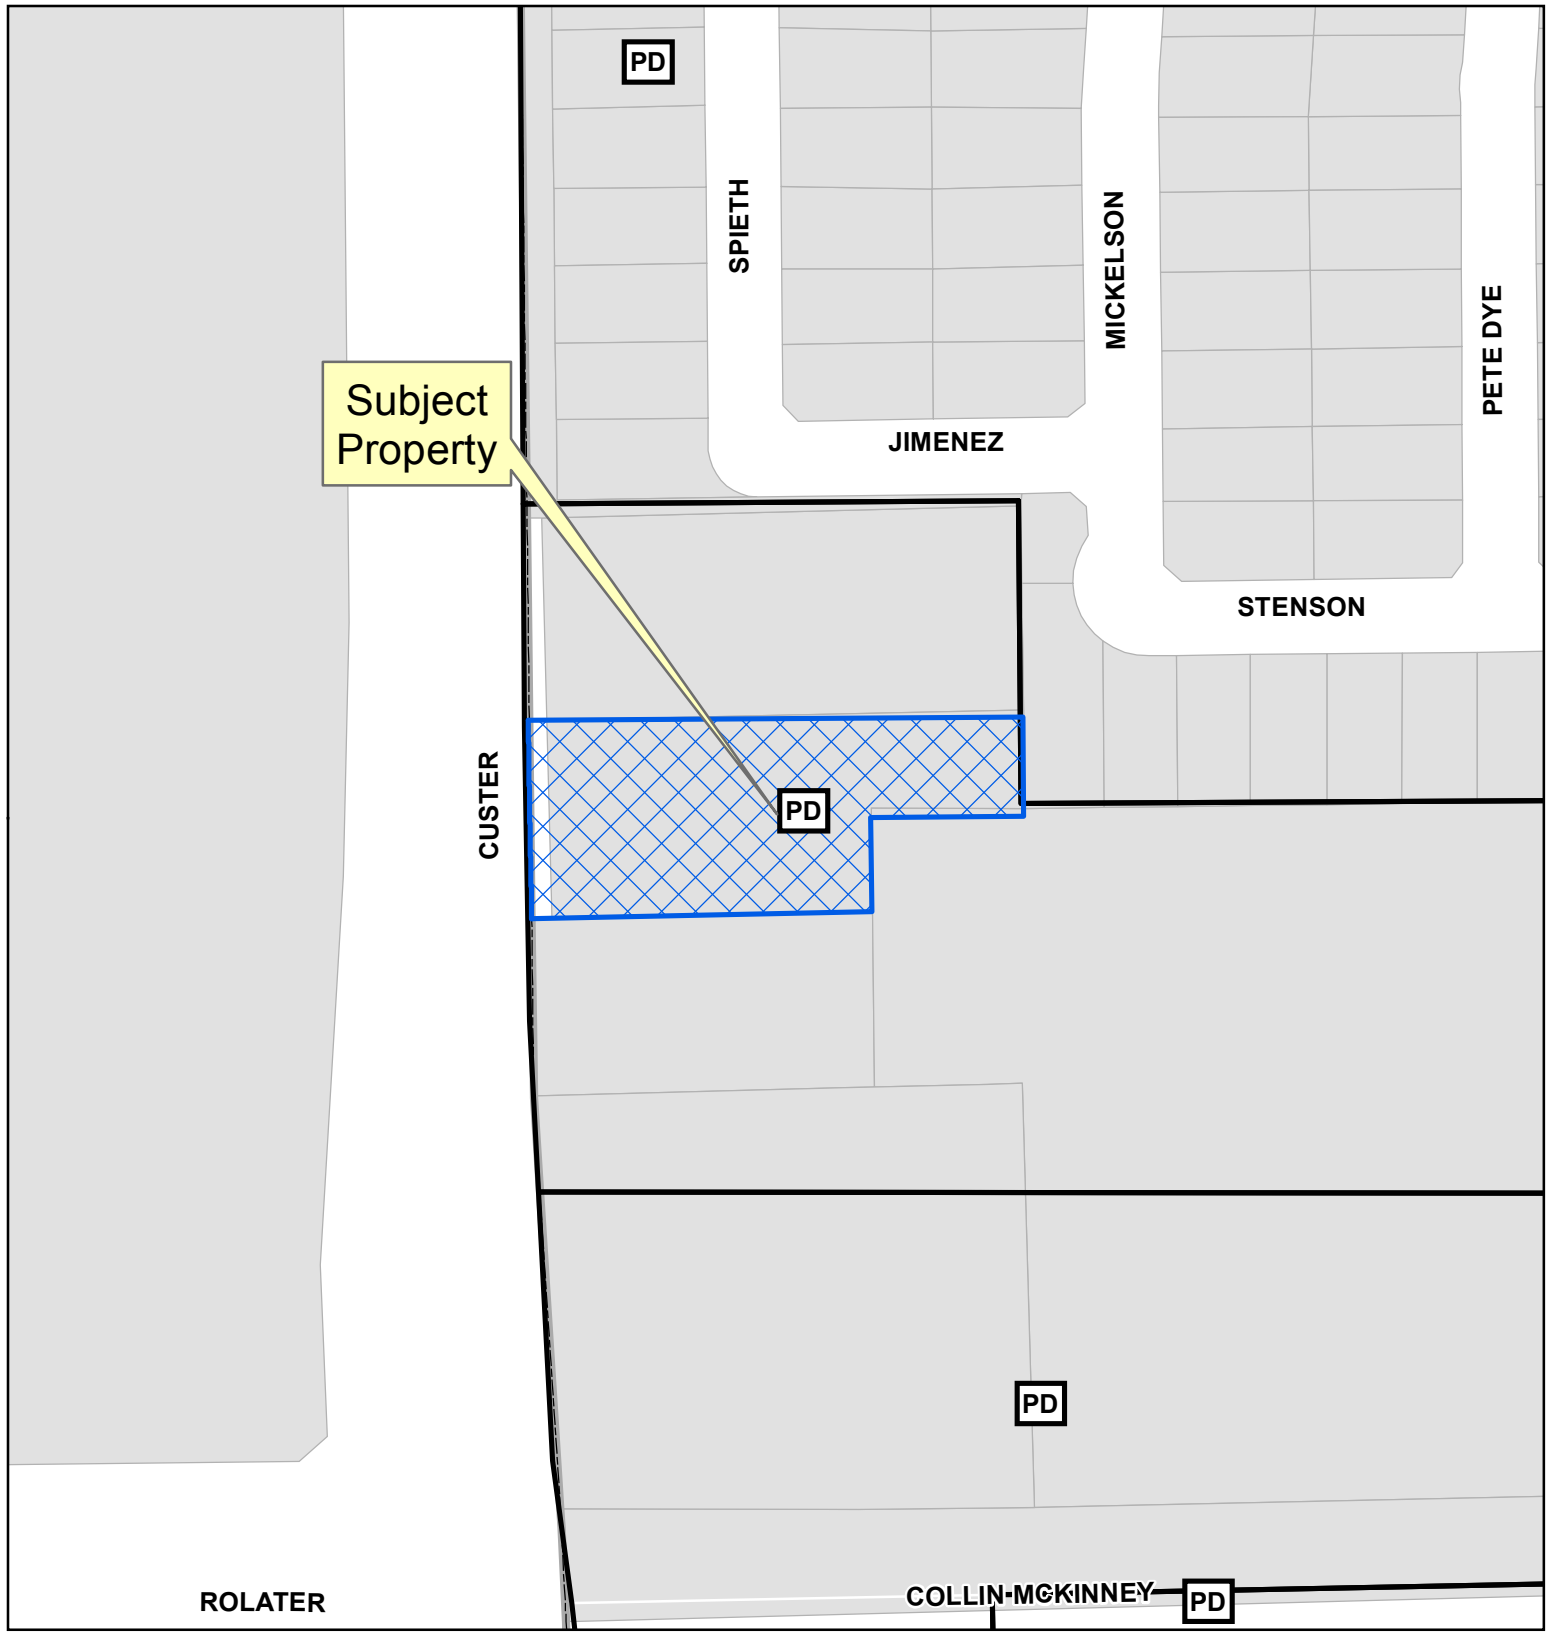 PD
SPIETH
MICKELSON
PETE DYE
Subject
Property
JIMENEZ
STENSON
CUSTER
PD
PD
COLLIN MCKINNEY
PD
ROLATER